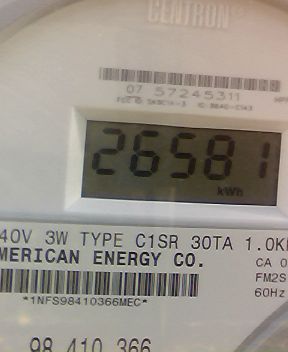 CENTRON®
07 57245311
26581
kWh
40V 3W TYPE C1SR 30TA 1.0K
MERICAN ENERGY CO.
CA 0
FM2S
60Hz
*1NFS98410366MEC*
98 410 366